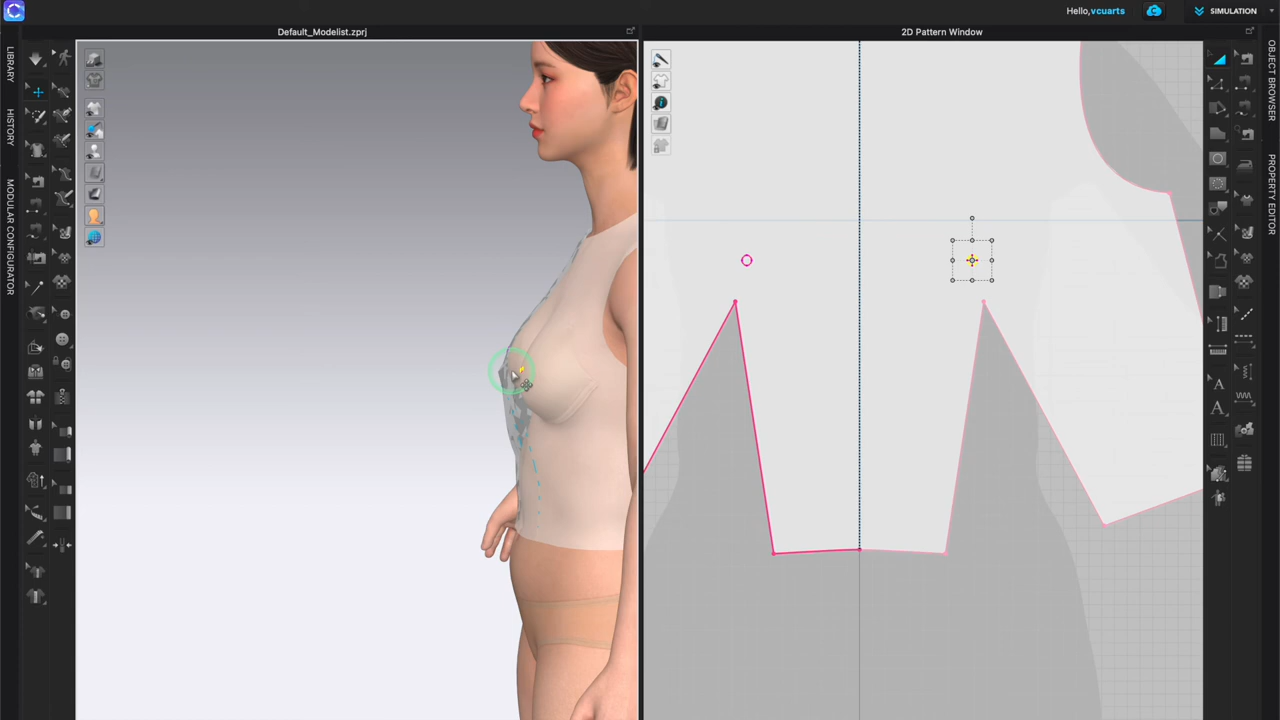 Hello,vcuarts
SIMULATION
Default_Modelist.zprj
2D Pattern Window
LIBRARY
HISTORY
MODULAR CONFIGURATOR
OBJECT BROWSER
PROPERTY EDITOR